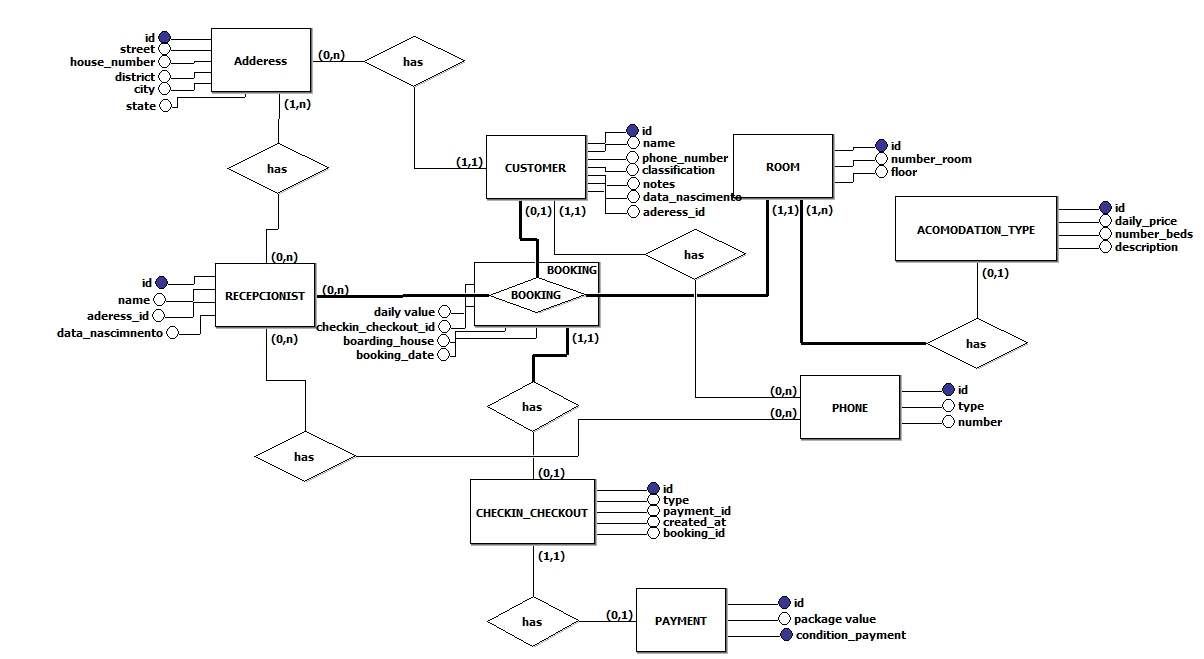 id
street
house_number
district
city
state
Adderess
(0,n)
(1,n)
has
has
(1,1)
CUSTOMER
id
name
phone_number
classification
notes
data_nascimento
aderess_id
(0,1)
(1,1)
ROOM
id
number_room
floor
(1,1)
(1,n)
ACOMODATION_TYPE
id
daily_price
number_beds
description
(0,1)
has
has
(0,n)
RECEPCIONIST
id
name
aderess_id
data_nascimnento
(0,n)
(0,n)
BOOKING
BOOKING
daily value
checkin_checkout_id
boarding_house
booking_date
(1,1)
has
(0,n)
(0,n)
PHONE
id
type
number
has
(0,1)
CHECKIN_CHECKOUT
id
type
payment_id
created_at
booking_id
(1,1)
has
(0,1)
PAYMENT
id
package value
condition_payment